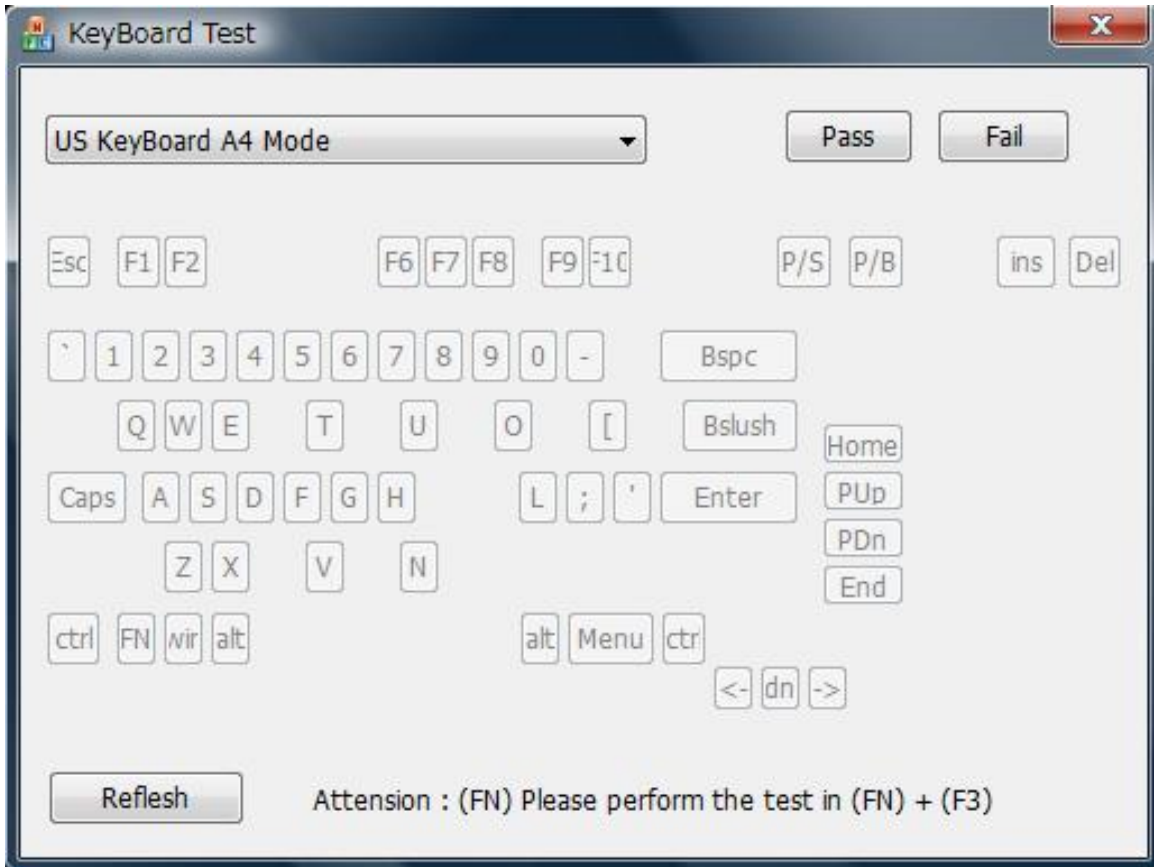 KeyBoard Test
US KeyBoard A4 Mode Pass Fail
Esc F1 F2 F6 F7 F8 F9 F10 P/S P/B ins Del
` 1 2 3 4 5 6 7 8 9 0 - Bspc
Q W E T U O [ Bslush
Home
Caps A S D F G H L ; ' Enter PUp
PDn
Z X V N End
ctrl FN wir alt alt Menu ctr
<- dn ->
Reflesh Attension : (FN) Please perform the test in (FN) + (F3)